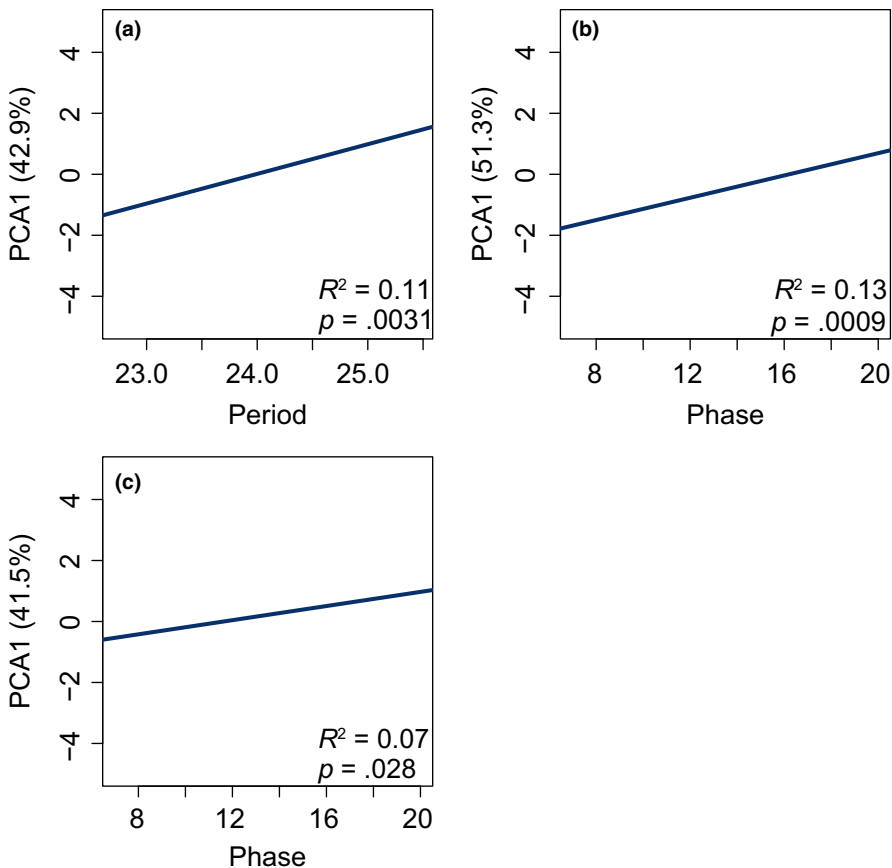 (a)
4
2
0
−2
−4
PCA1 (42.9%)
R² = 0.11
p = .0031
23.0 24.0 25.0
Period
(b)
4
2
0
−2
−4
PCA1 (51.3%)
R² = 0.13
p = .0009
8 12 16 20
Phase
(c)
4
2
0
−2
−4
PCA1 (41.5%)
R² = 0.07
p = .028
8 12 16 20
Phase